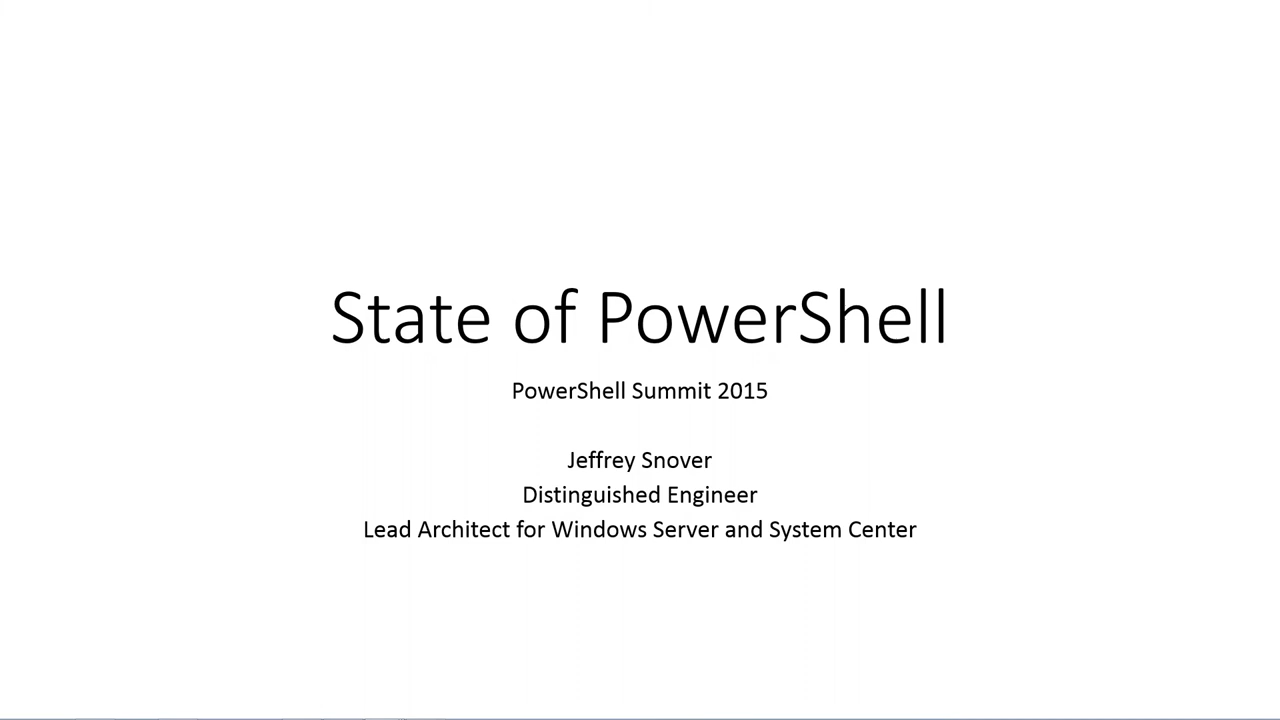 State of PowerShell
PowerShell Summit 2015
Jeffrey Snover
Distinguished Engineer
Lead Architect for Windows Server and System Center